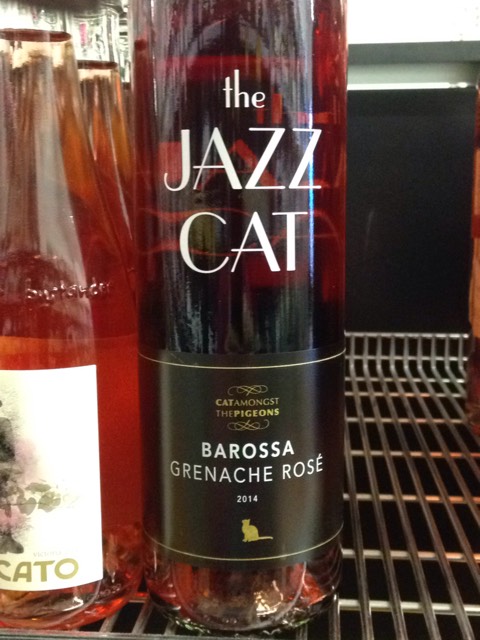 the
JAZZ
CAT
CATAMONGST
THEPIGEONS
BAROSSA
GRENACHE ROSÉ
2014
CATO